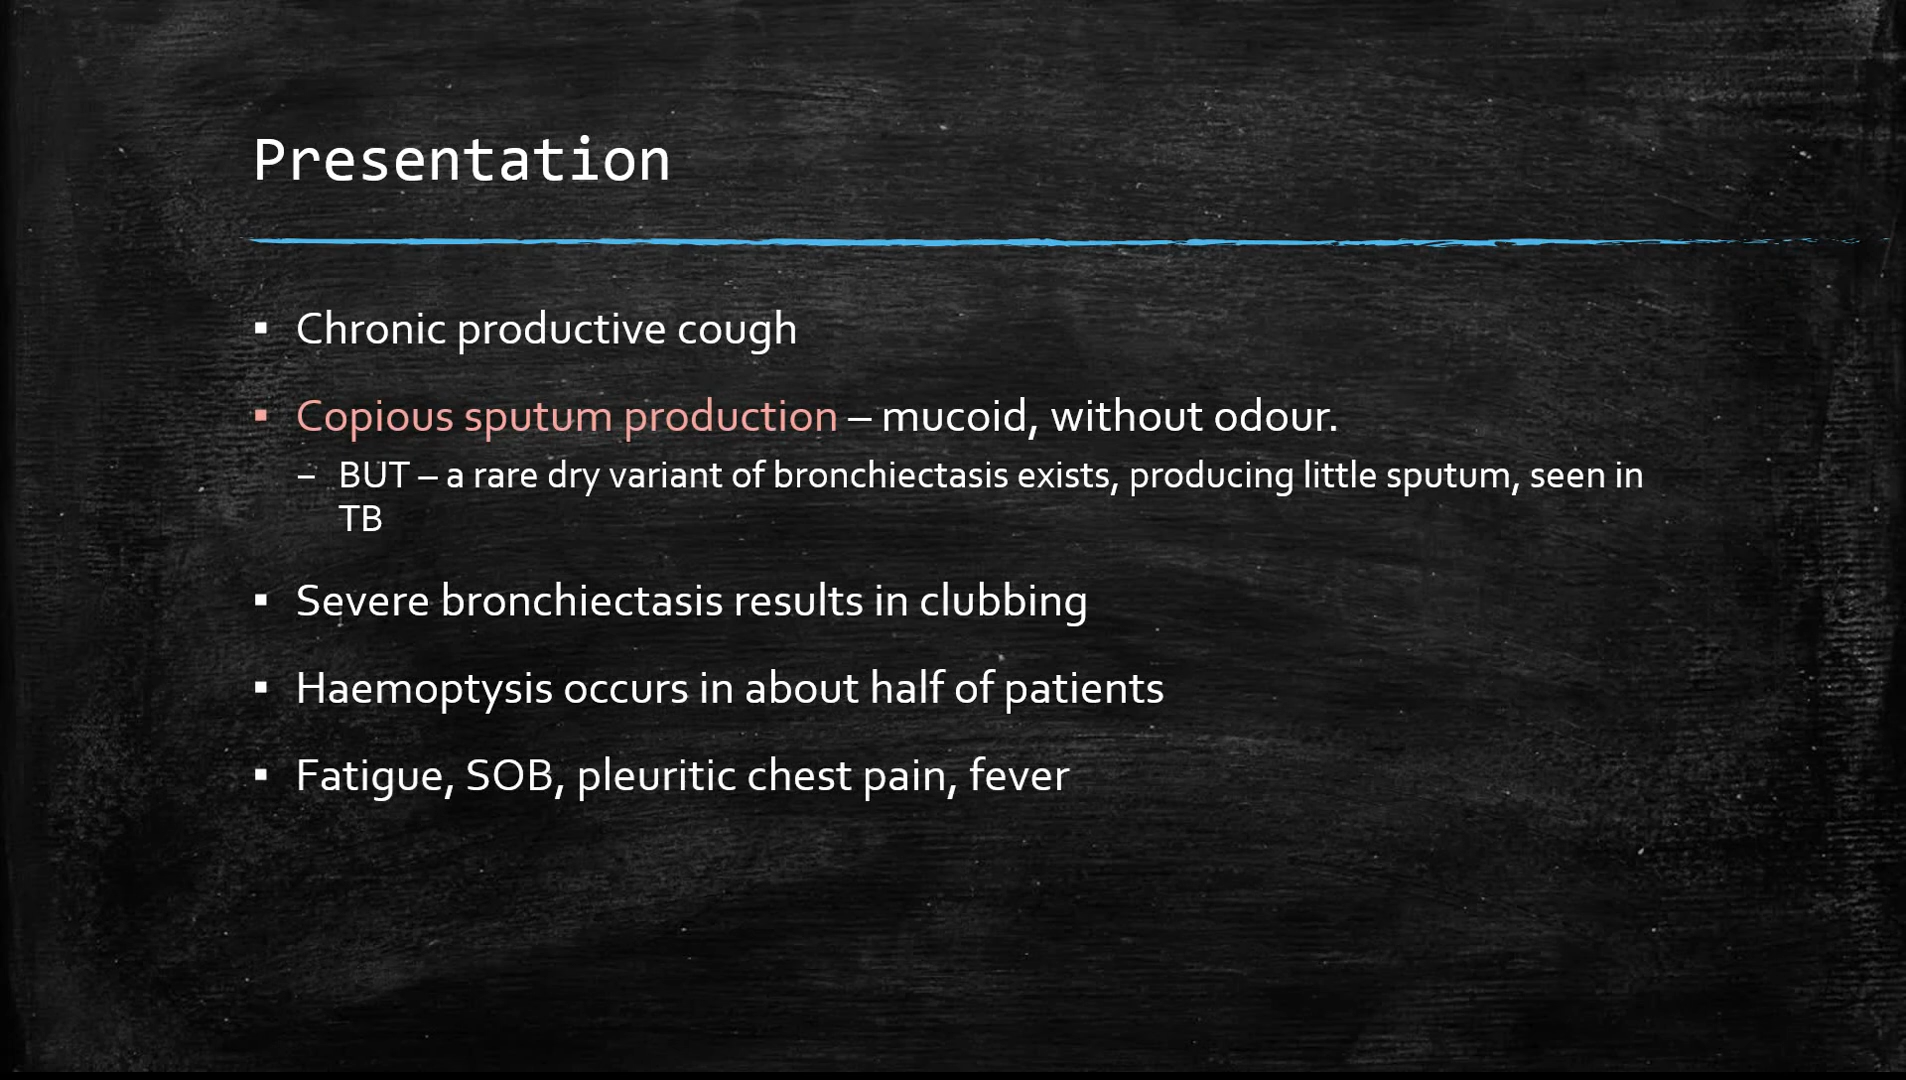 Presentation
▪ Chronic productive cough
▪ Copious sputum production – mucoid, without odour.
– BUT – a rare dry variant of bronchiectasis exists, producing little sputum, seen in
TB
▪ Severe bronchiectasis results in clubbing
▪ Haemoptysis occurs in about half of patients
▪ Fatigue, SOB, pleuritic chest pain, fever